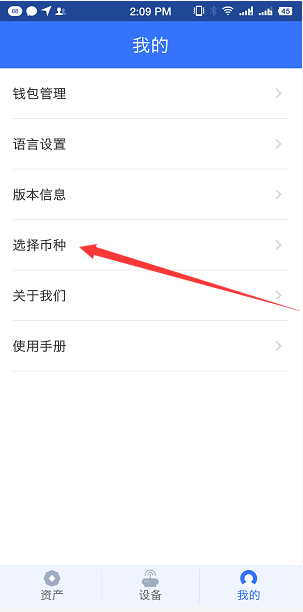 68
2:09 PM
45
我的
钱包管理
语言设置
版本信息
选择币种
关于我们
使用手册
资产
设备
我的